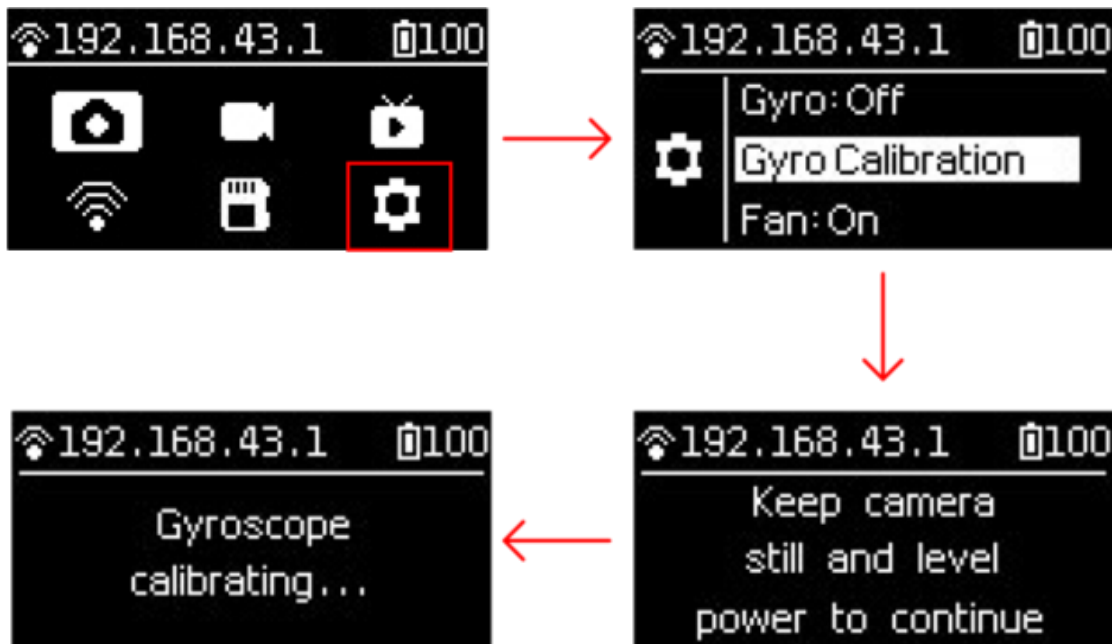 192.168.43.1 100
192.168.43.1 100
Gyro: Off
Gyro Calibration
Fan: On
192.168.43.1 100
Gyroscope
calibrating...
192.168.43.1 100
Keep camera
still and level
power to continue